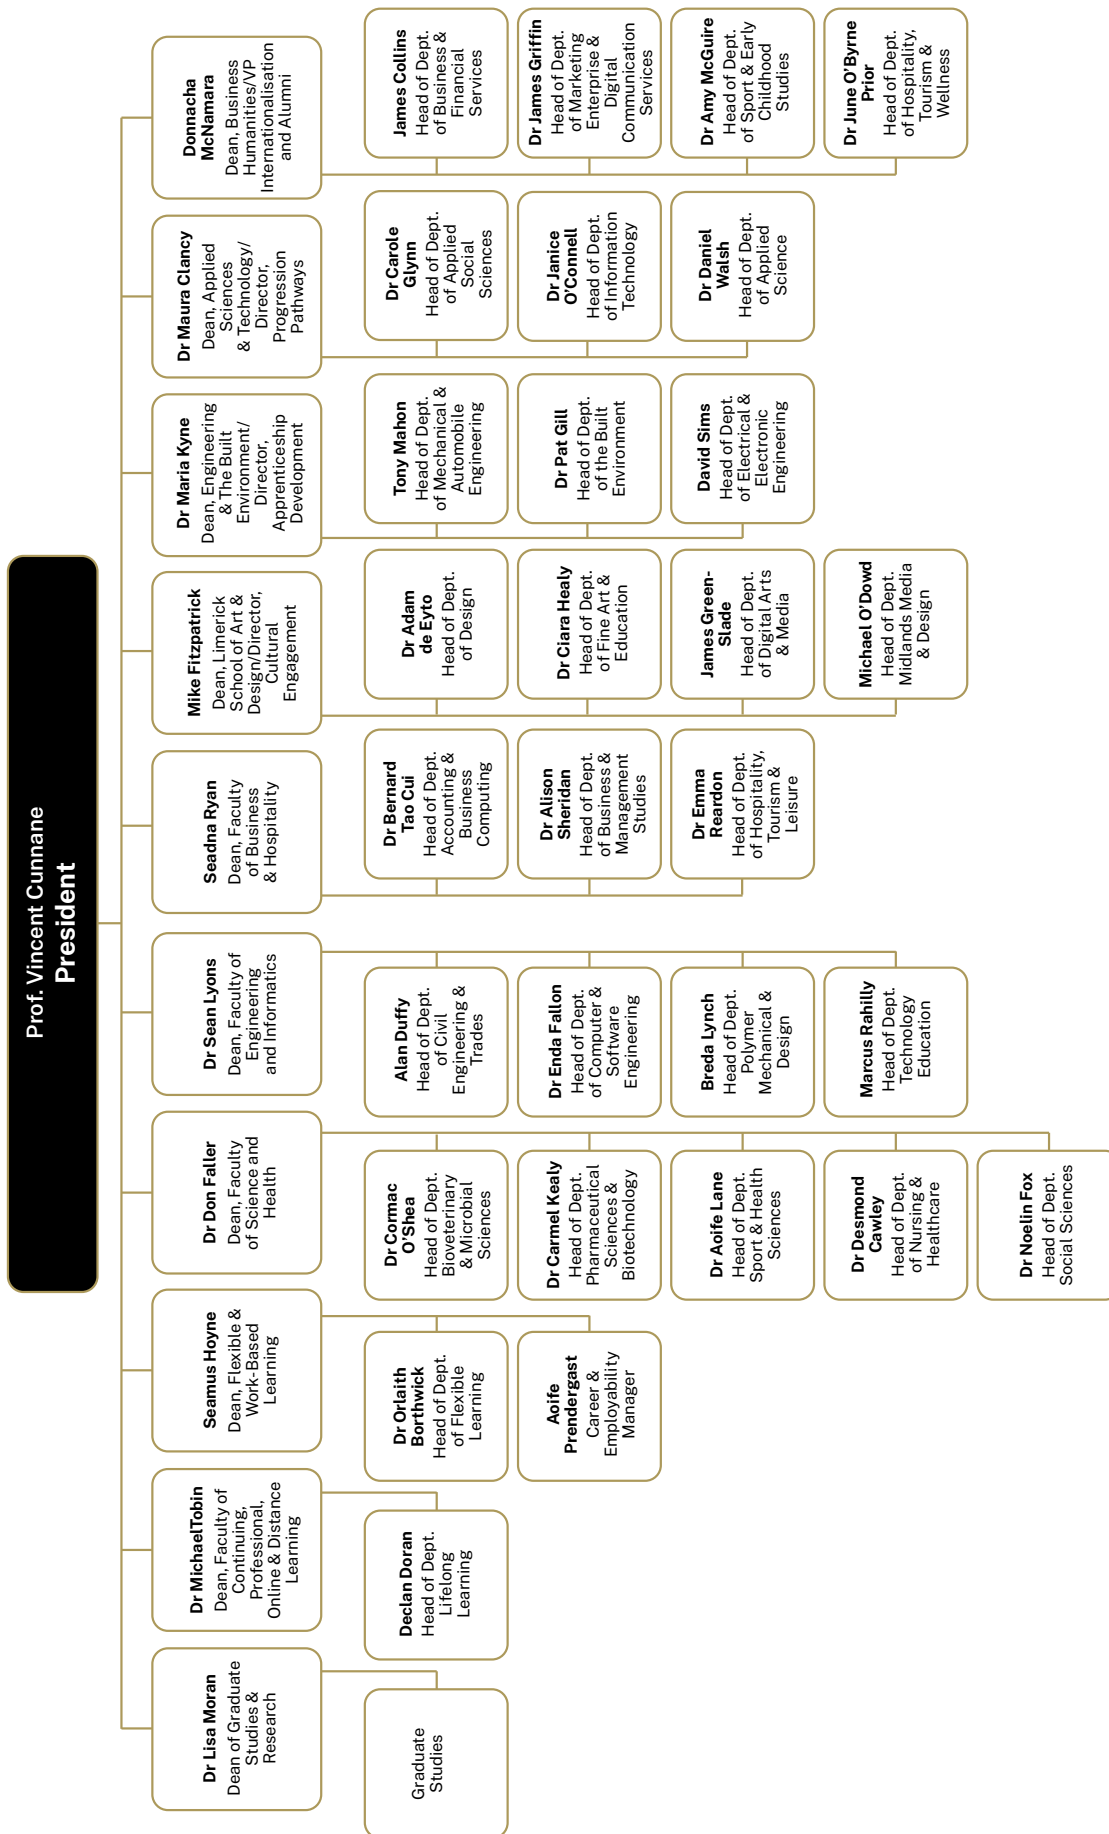 Prof. Vincent Cunnane
President
Dr Lisa Moran
Dean of Graduate
Studies &
Research
Graduate
Studies
Dr MichaelTobin
Dean, Faculty of
Continuing,
Professional,
Online & Distance
Learning
Declan Doran
Head of Dept.
Lifelong
Learning
Seamus Hoyne
Dean, Flexible &
Work-Based
Learning
Dr Orlaith
Borthwick
Head of Dept.
of Flexible
Learning
Aoife
Prendergast
Career &
Employability
Manager
Dr Don Faller
Dean, Faculty
of Science and
Health
Dr Cormac
O'Shea
Head of Dept.
Bioveterinary
& Microbial
Sciences
Dr Carmel Kealy
Head of Dept.
Pharmaceutical
Sciences &
Biotechnology
Dr Aoife Lane
Head of Dept.
Sport & Health
Sciences
Dr Desmond
Cawley
Head of Dept.
of Nursing &
Healthcare
Dr Noelin Fox
Head of Dept.
Social Sciences
Dr Sean Lyons
Dean, Faculty of
Engineering
and Informatics
Alan Duffy
Head of Dept.
of Civil
Engineering &
Trades
Dr Enda Fallon
Head of Dept.
of Computer &
Software
Engineering
Breda Lynch
Head of Dept.
Polymer
Mechanical &
Design
Marcus Rahilly
Head of Dept.
Technology
Education
Seadna Ryan
Dean, Faculty
of Business
& Hospitality
Dr Bernard
Tao Cui
Head of Dept.
Accounting &
Business
Computing
Dr Alison
Sheridan
Head of Dept.
of Business &
Management
Studies
Dr Emma
Reardon
Head of Dept.
of Hospitality,
Tourism &
Leisure
Mike Fitzpatrick
Dean, Limerick
School of Art &
Design/Director,
Cultural
Engagement
Dr Adam
de Eyto
Head of Dept.
of Design
Dr Ciara Healy
Head of Dept.
of Fine Art &
Education
James Green-
Slade
Head of Dept.
of Digital Arts
& Media
Michael O'Dowd
Head of Dept.
Midlands Media
& Design
Dr Maria Kyne
Dean, Engineering
& The Built
Environment/
Director,
Apprenticeship
Development
Tony Mahon
Head of Dept.
of Mechanical &
Automobile
Engineering
Dr Pat Gill
Head of Dept.
of the Built
Environment
David Sims
Head of Dept.
of Electrical &
Electronic
Engineering
Dr Maura Clancy
Dean, Applied
Sciences
& Technology/
Director,
Progression
Pathways
Dr Carole
Glynn
Head of Dept.
of Applied
Social
Sciences
Dr Janice
O'Connell
Head of Dept.
of Information
Technology
Dr Daniel
Walsh
Head of Dept.
of Applied
Science
Donnacha
McNamara
Dean, Business
Humanities/VP
Internationalisation
and Alumni
James Collins
Head of Dept.
of Business &
Financial
Services
Dr James Griffin
Head of Dept.
of Marketing
Enterprise &
Digital
Communication
Services
Dr Amy McGuire
Head of Dept.
of Sport & Early
Childhood
Studies
Dr June O'Byrne
Prior
Head of Dept.
of Hospitality,
Tourism &
Wellness